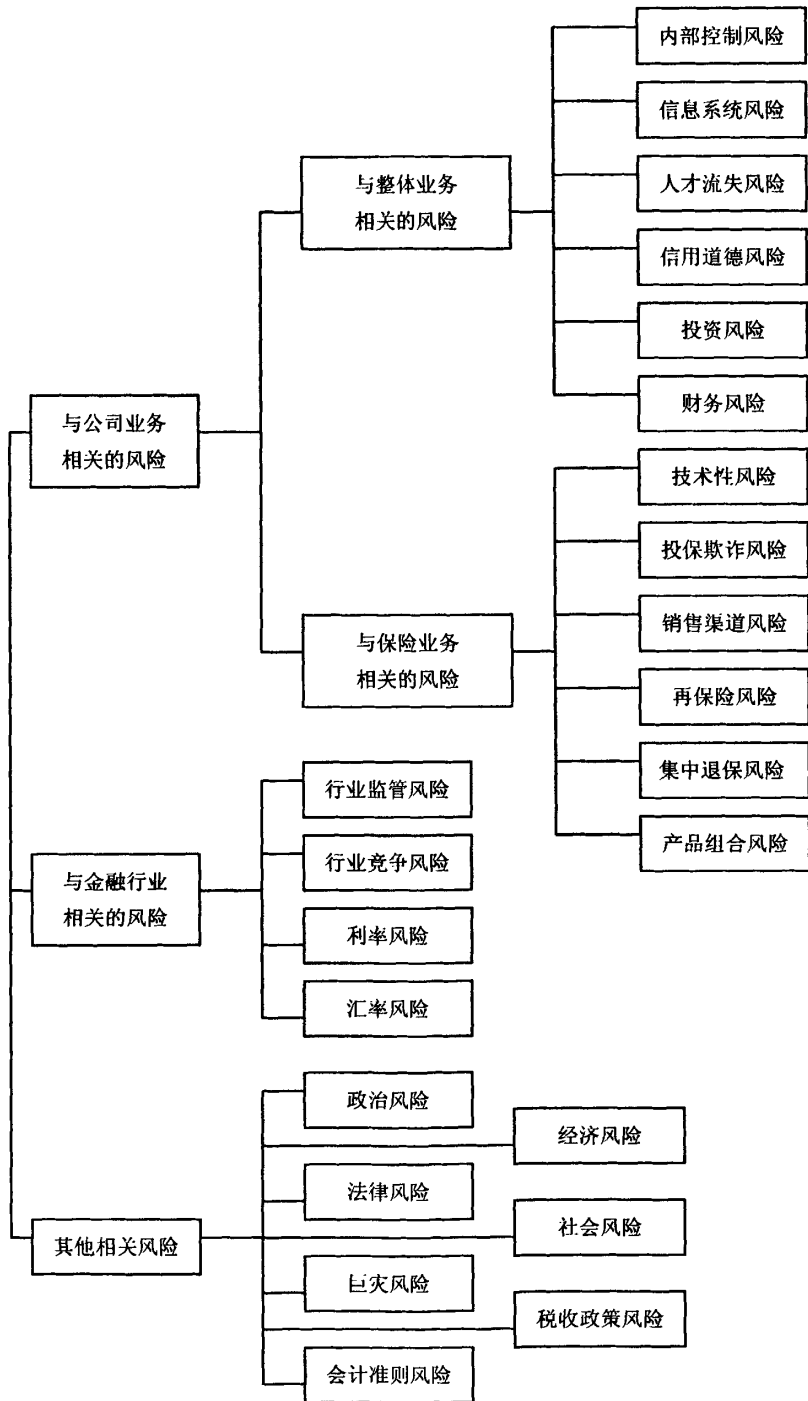 内部控制风险
信息系统风险
与整体业务
相关的风险
人才流失风险
信用道德风险
投资风险
财务风险
与公司业务
相关的风险
技术性风险
投保欺诈风险
销售渠道风险
与保险业务
相关的风险
再保险风险
集中退保风险
产品组合风险
行业监管风险
行业竞争风险
与金融行业
相关的风险
利率风险
汇率风险
政治风险
经济风险
法律风险
社会风险
其他相关风险
巨灾风险
税收政策风险
会计准则风险